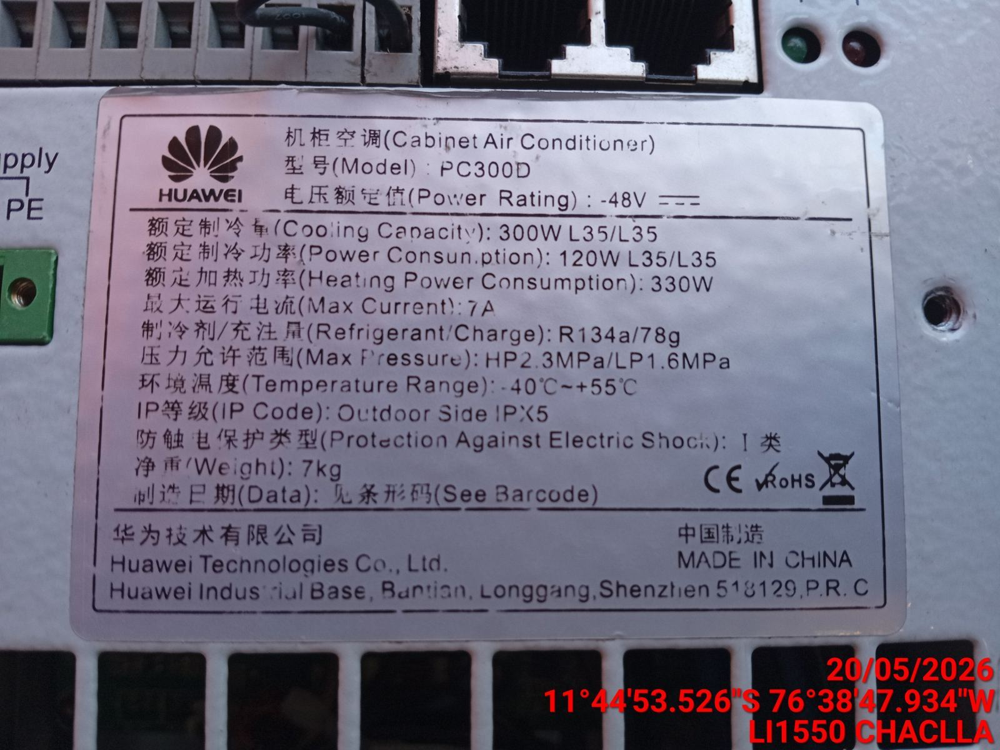 upply
PE
HUAWEI
机柜空调(Cabinet Air Conditioner)
型号(Model) : PC300D
电压额定值(Power Rating) : -48V
额定制冷量(Cooling Capacity): 300W L35/L35
额定制冷功率(Power Consumption): 120W L35/L35
额定加热功率(Heating Power Consumption): 330W
最大运行电流(Max Current): 7A
制冷剂/充注量(Refrigerant/Charge): R134a/78g
压力允许范围(Max Pressure): HP2.3MPa/LP1.6MPa
环境温度(Temperature Range): -40℃~+55℃
IP等级(IP Code): Outdoor Side IPX5
防触电保护类型(Protection Against Electric Shock): I 类
净重(Weight): 7kg
制造日期(Data): 见条形码(See Barcode)
CE RoHS
华为技术有限公司
中国制造
Huawei Technologies Co., Ltd.
MADE IN CHINA
Huawei Industrial Base, Bantian, Longgang,Shenzhen 518129,P.R. C
20/05/2026
11°44'53.526"S 76°38'47.934"W
LI1550 CHACLLA